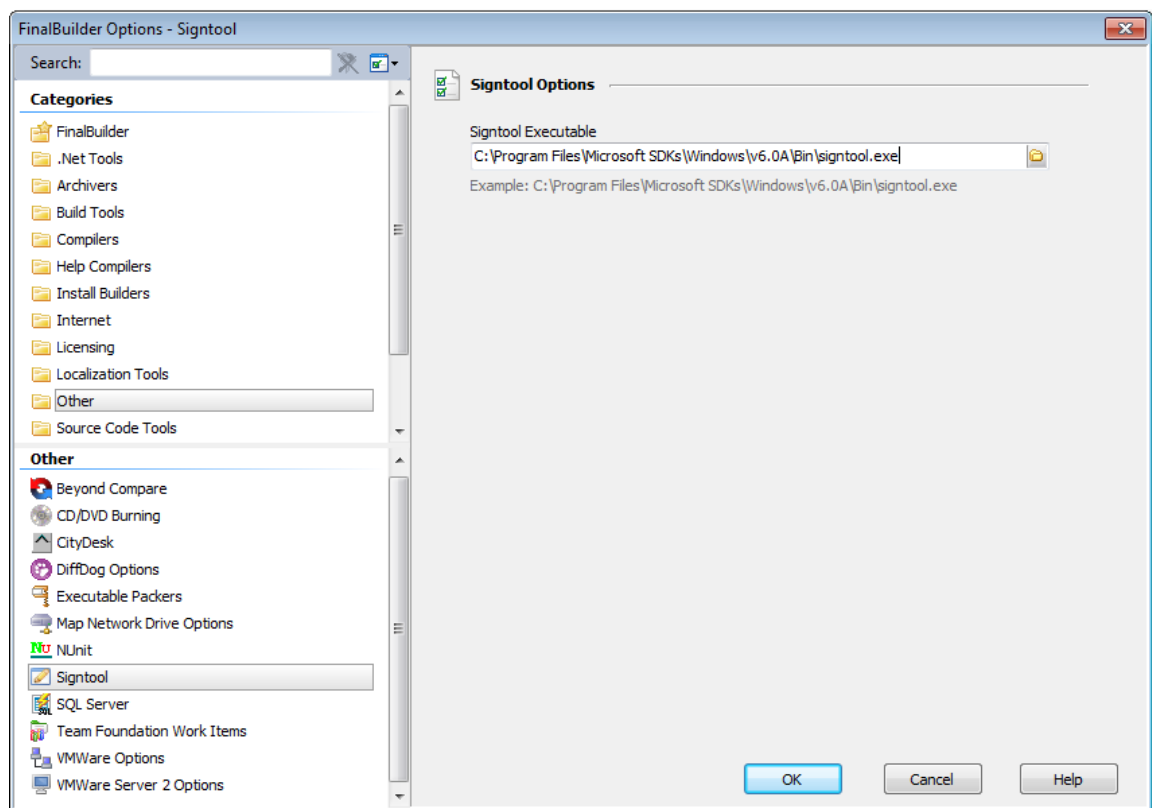 FinalBuilder Options - Signtool
Search:
Categories
FinalBuilder
.Net Tools
Archivers
Build Tools
Compilers
Help Compilers
Install Builders
Internet
Licensing
Localization Tools
Other
Source Code Tools
Other
Beyond Compare
CD/DVD Burning
CityDesk
DiffDog Options
Executable Packers
Map Network Drive Options
NU NUnit
Signtool
SQL SQL Server
Team Foundation Work Items
VMWare Options
VMWare Server 2 Options
Signtool Options
Signtool Executable
C:\Program Files\Microsoft SDKs\Windows\v6.0A\Bin\signtool.exe
Example: C:\Program Files\Microsoft SDKs\Windows\v6.0A\Bin\signtool.exe
OK Cancel Help